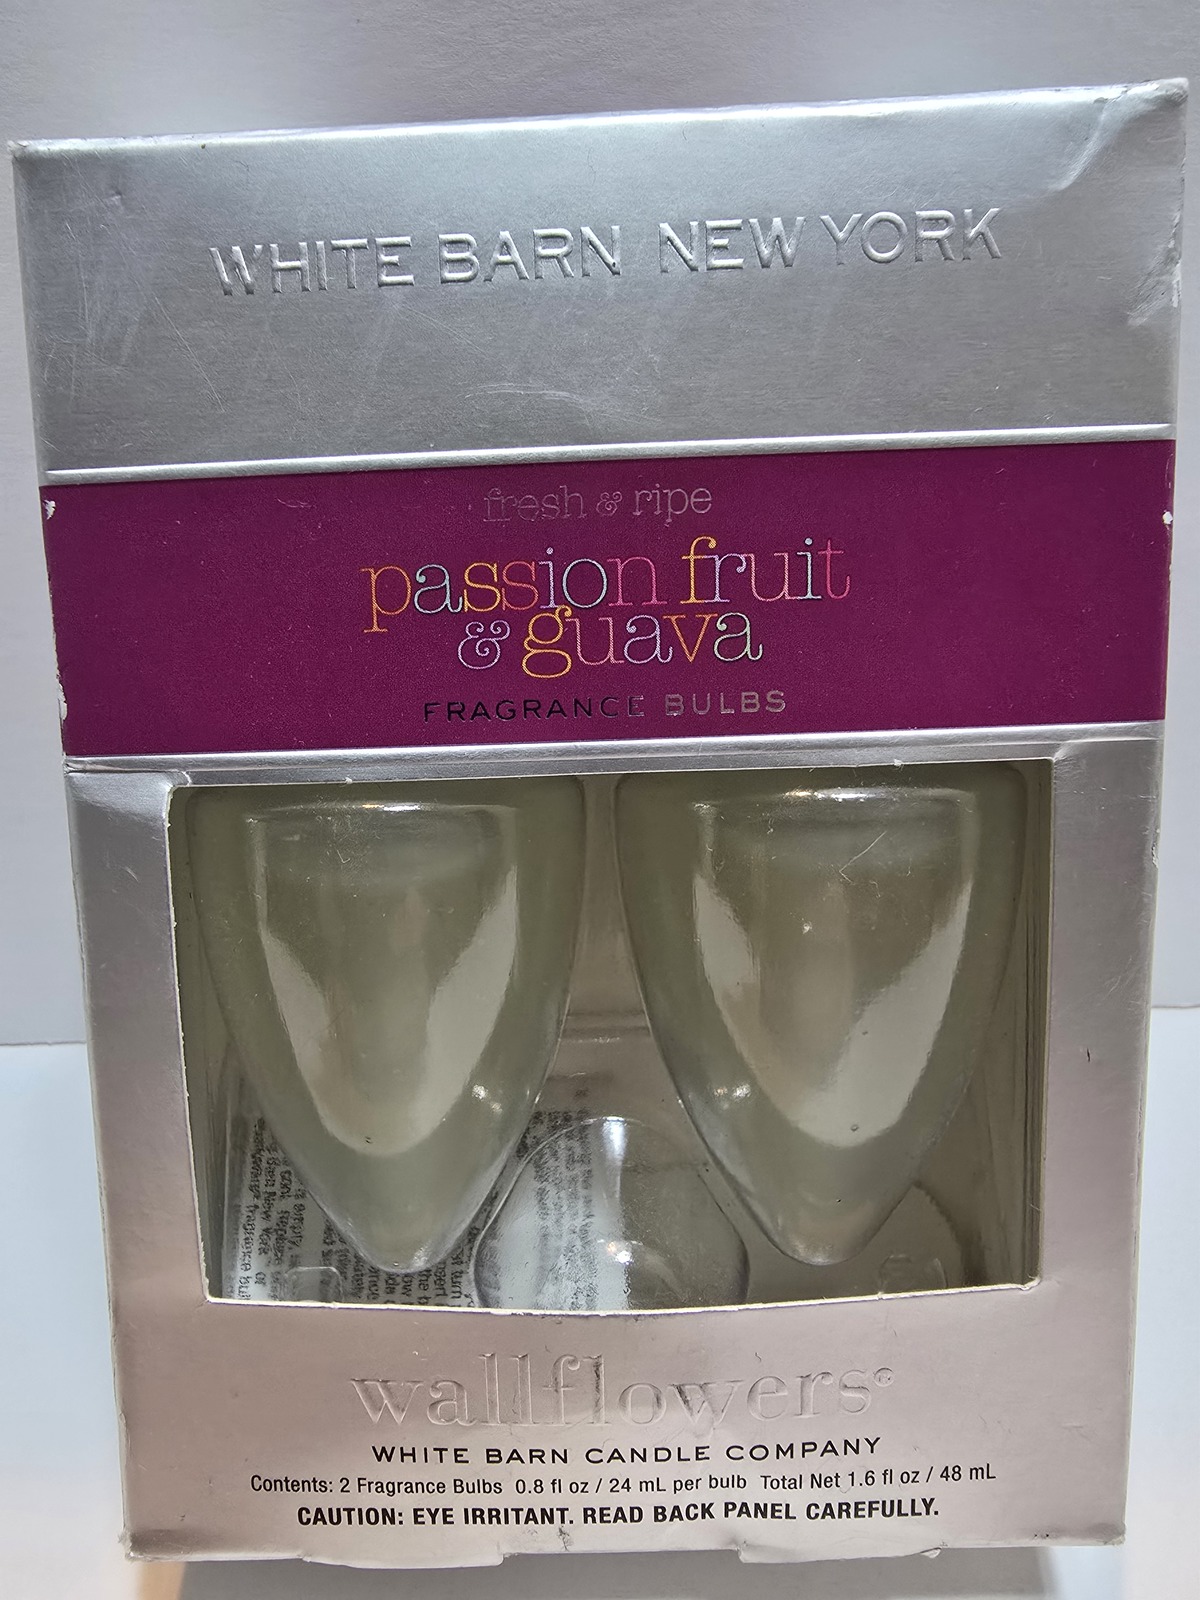 WHITE BARN NEW YORK
fresh & ripe
passion fruit
& guava
FRAGRANCE BULBS
wallflowers®
WHITE BARN CANDLE COMPANY
Contents: 2 Fragrance Bulbs 0.8 fl oz / 24 mL per bulb Total Net 1.6 fl oz / 48 mL
CAUTION: EYE IRRITANT. READ BACK PANEL CAREFULLY.